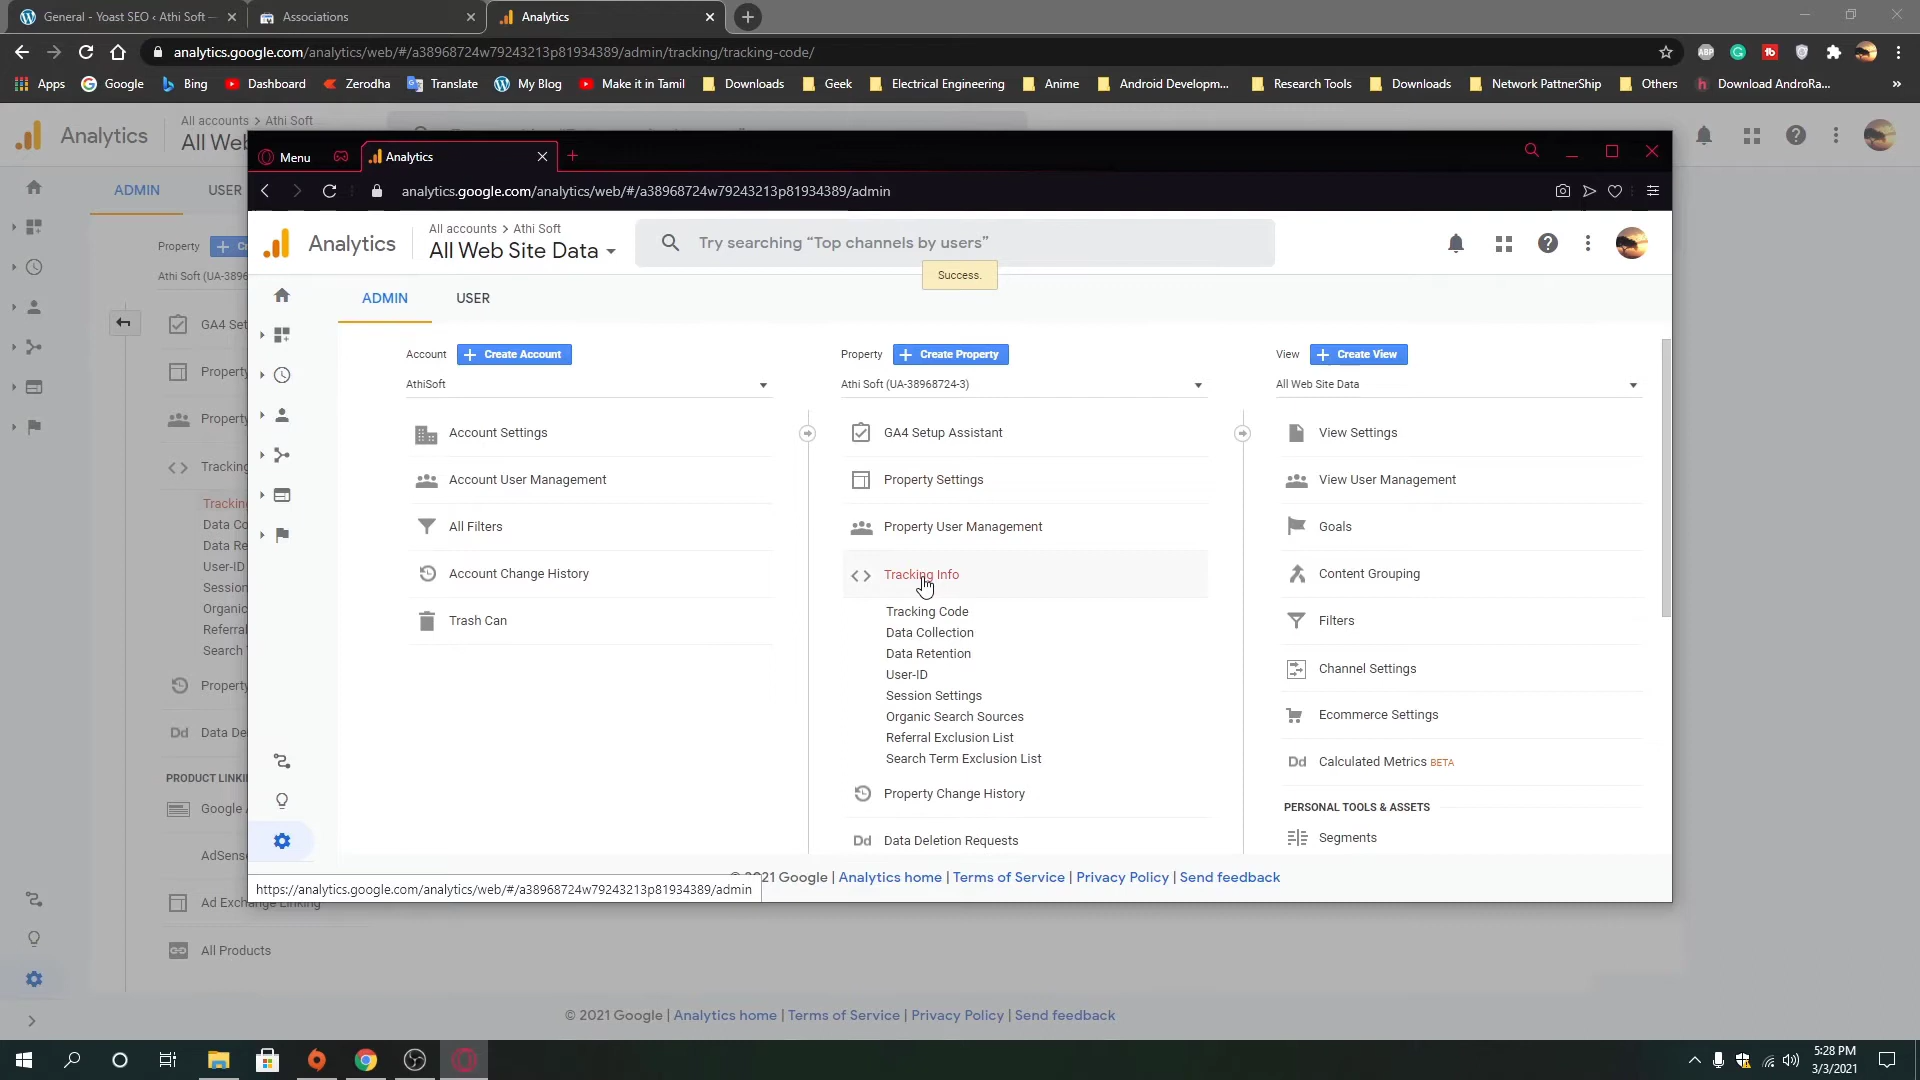 General - Yoast SEO ‹ Athi Soft —
Associations
Analytics
analytics.google.com/analytics/web/#/a38968724w79243213p81934389/admin/tracking/tracking-code/
ABP
Apps
Google
Bing
Dashboard
Zerodha
Translate
My Blog
Make it in Tamil
Downloads
Geek
Electrical Engineering
Anime
Android Developm...
Research Tools
Downloads
Network PattnerShip
Others
Download AndroRa...
»
Analytics
All accounts > Athi Soft
All Web
ADMIN
USER
Property
+ Cr
Athi Soft (UA-3896
GA4 Set
Property
Property
Tracking
Tracking
Data Co
Data Re
User-ID
Session
Organic
Referral
Search T
Property
Data De
PRODUCT LINKI
Google A
AdSense
Ad Exchange Linking
All Products
Menu
Analytics
analytics.google.com/analytics/web/#/a38968724w79243213p81934389/admin
Analytics
All accounts > Athi Soft
All Web Site Data
Try searching “Top channels by users”
Success.
ADMIN
USER
Account
+ Create Account
AthiSoft
Account Settings
Account User Management
All Filters
Account Change History
Trash Can
Property
+ Create Property
Athi Soft (UA-38968724-3)
GA4 Setup Assistant
Property Settings
Property User Management
<> Tracking Info
Tracking Code
Data Collection
Data Retention
User-ID
Session Settings
Organic Search Sources
Referral Exclusion List
Search Term Exclusion List
Property Change History
Dd Data Deletion Requests
View
+ Create View
All Web Site Data
View Settings
View User Management
Goals
Content Grouping
Filters
Channel Settings
Ecommerce Settings
Dd Calculated Metrics BETA
PERSONAL TOOLS & ASSETS
Segments
2021 Google | Analytics home | Terms of Service | Privacy Policy | Send feedback
https://analytics.google.com/analytics/web/#/a38968724w79243213p81934389/admin
© 2021 Google | Analytics home | Terms of Service | Privacy Policy | Send feedback
5:28 PM
3/3/2021